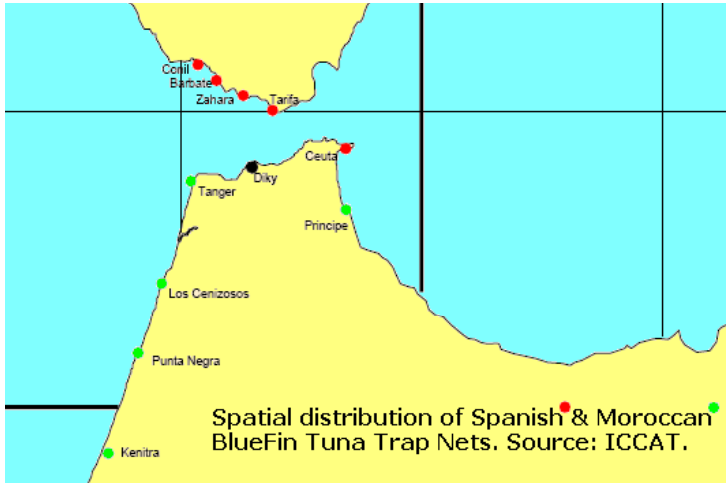 Conil
Barbate
Zahara
Tarifa
Ceuta
Diky
Tanger
Principe
Los Cenizosos
Punta Negra
Spatial distribution of Spanish & Moroccan
BlueFin Tuna Trap Nets. Source: ICCAT.
Kenitra